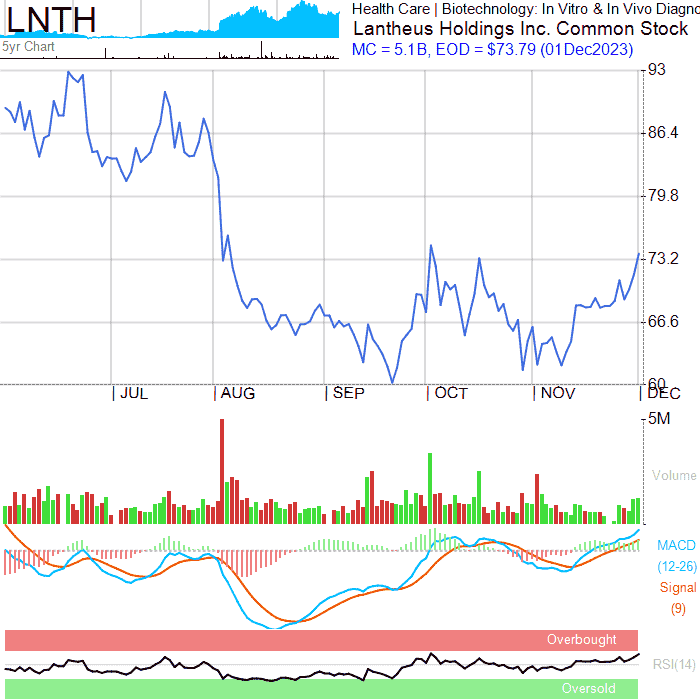 LNTH
5yr Chart
Health Care | Biotechnology: In Vitro & In Vivo Diagno
Lantheus Holdings Inc. Common Stock
MC = 5.1B, EOD = $73.79 (01Dec2023)
93
86.4
79.8
73.2
66.6
60
JUL AUG SEP OCT NOV DEC
5M
Volume
MACD
(12-26)
Signal
(9)
Overbought
RSI(14)
Oversold